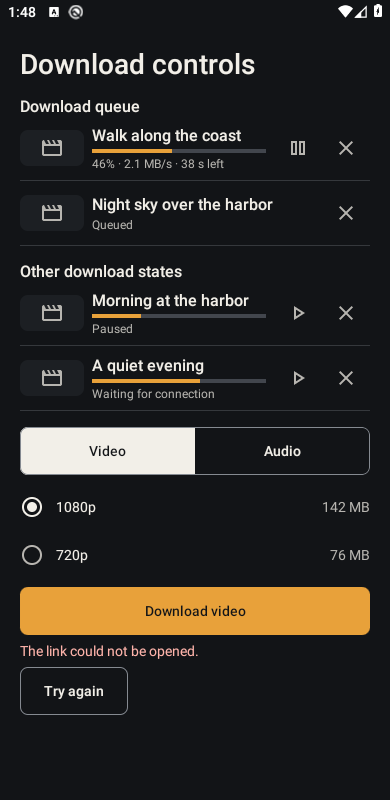 1:48
Download controls
Download queue
Walk along the coast
46% · 2.1 MB/s · 38 s left
Night sky over the harbor
Queued
Other download states
Morning at the harbor
Paused
A quiet evening
Waiting for connection
Video Audio
1080p 142 MB
720p 76 MB
Download video
The link could not be opened.
Try again